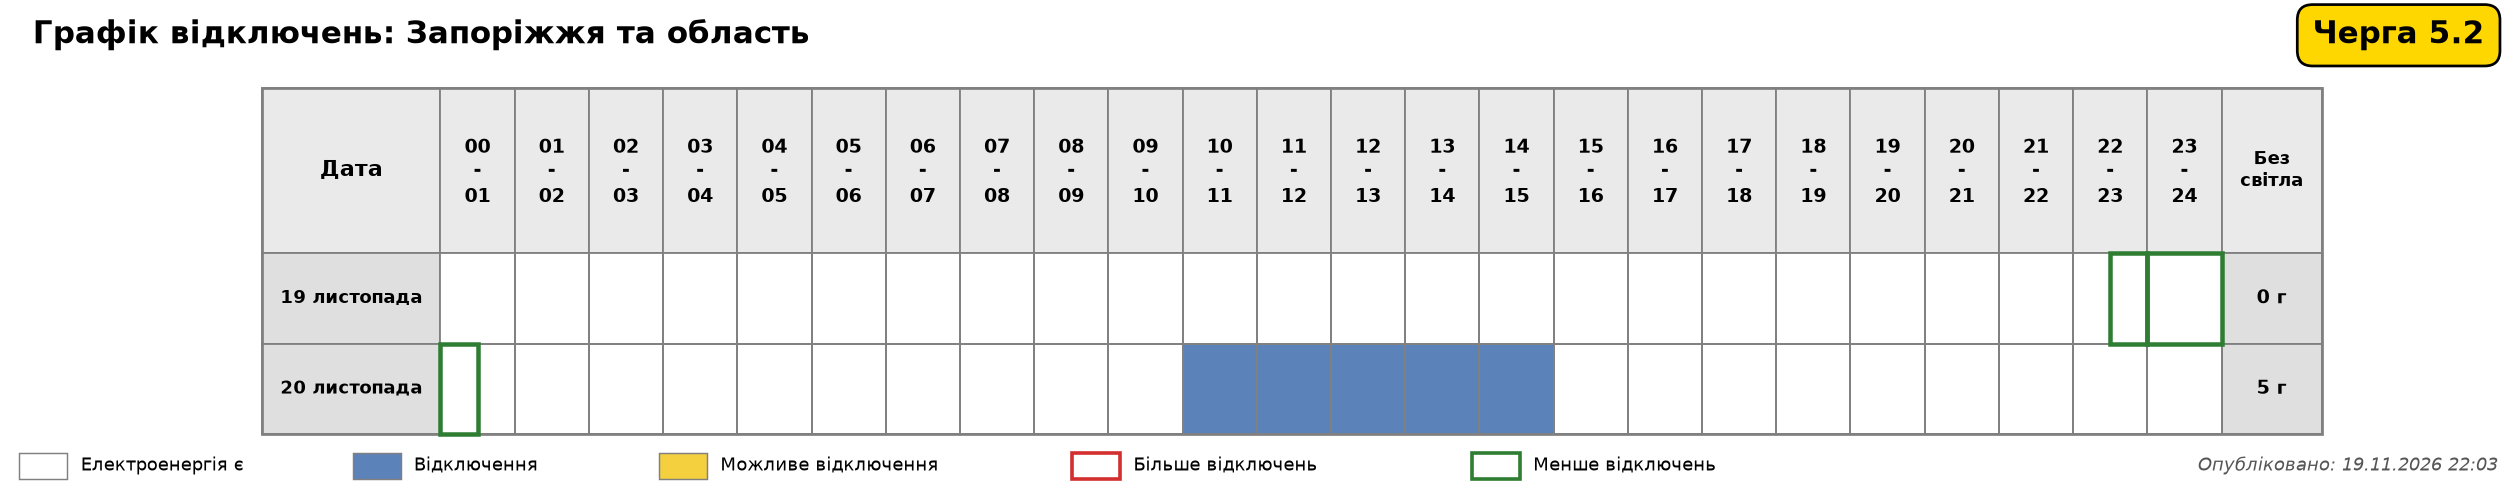 Графік відключень: Запоріжжя та область
Черга 5.2
Дата
00 - 01
01 - 02
02 - 03
03 - 04
04 - 05
05 - 06
06 - 07
07 - 08
08 - 09
09 - 10
10 - 11
11 - 12
12 - 13
13 - 14
14 - 15
15 - 16
16 - 17
17 - 18
18 - 19
19 - 20
20 - 21
21 - 22
22 - 23
23 - 24
Без світла
19 листопада
0 г
20 листопада
5 г
Електроенергія є
Відключення
Можливе відключення
Більше відключень
Менше відключень
Опубліковано: 19.11.2026 22:03